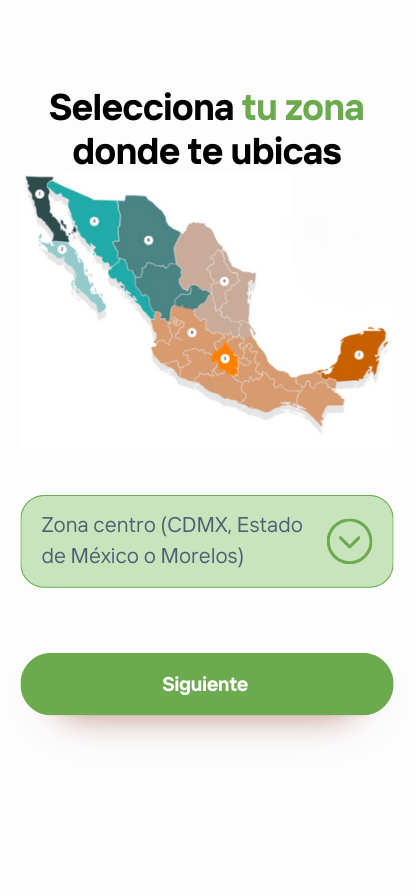 Selecciona tu zona
donde te ubicas
Zona centro (CDMX, Estado
de México o Morelos)
Siguiente